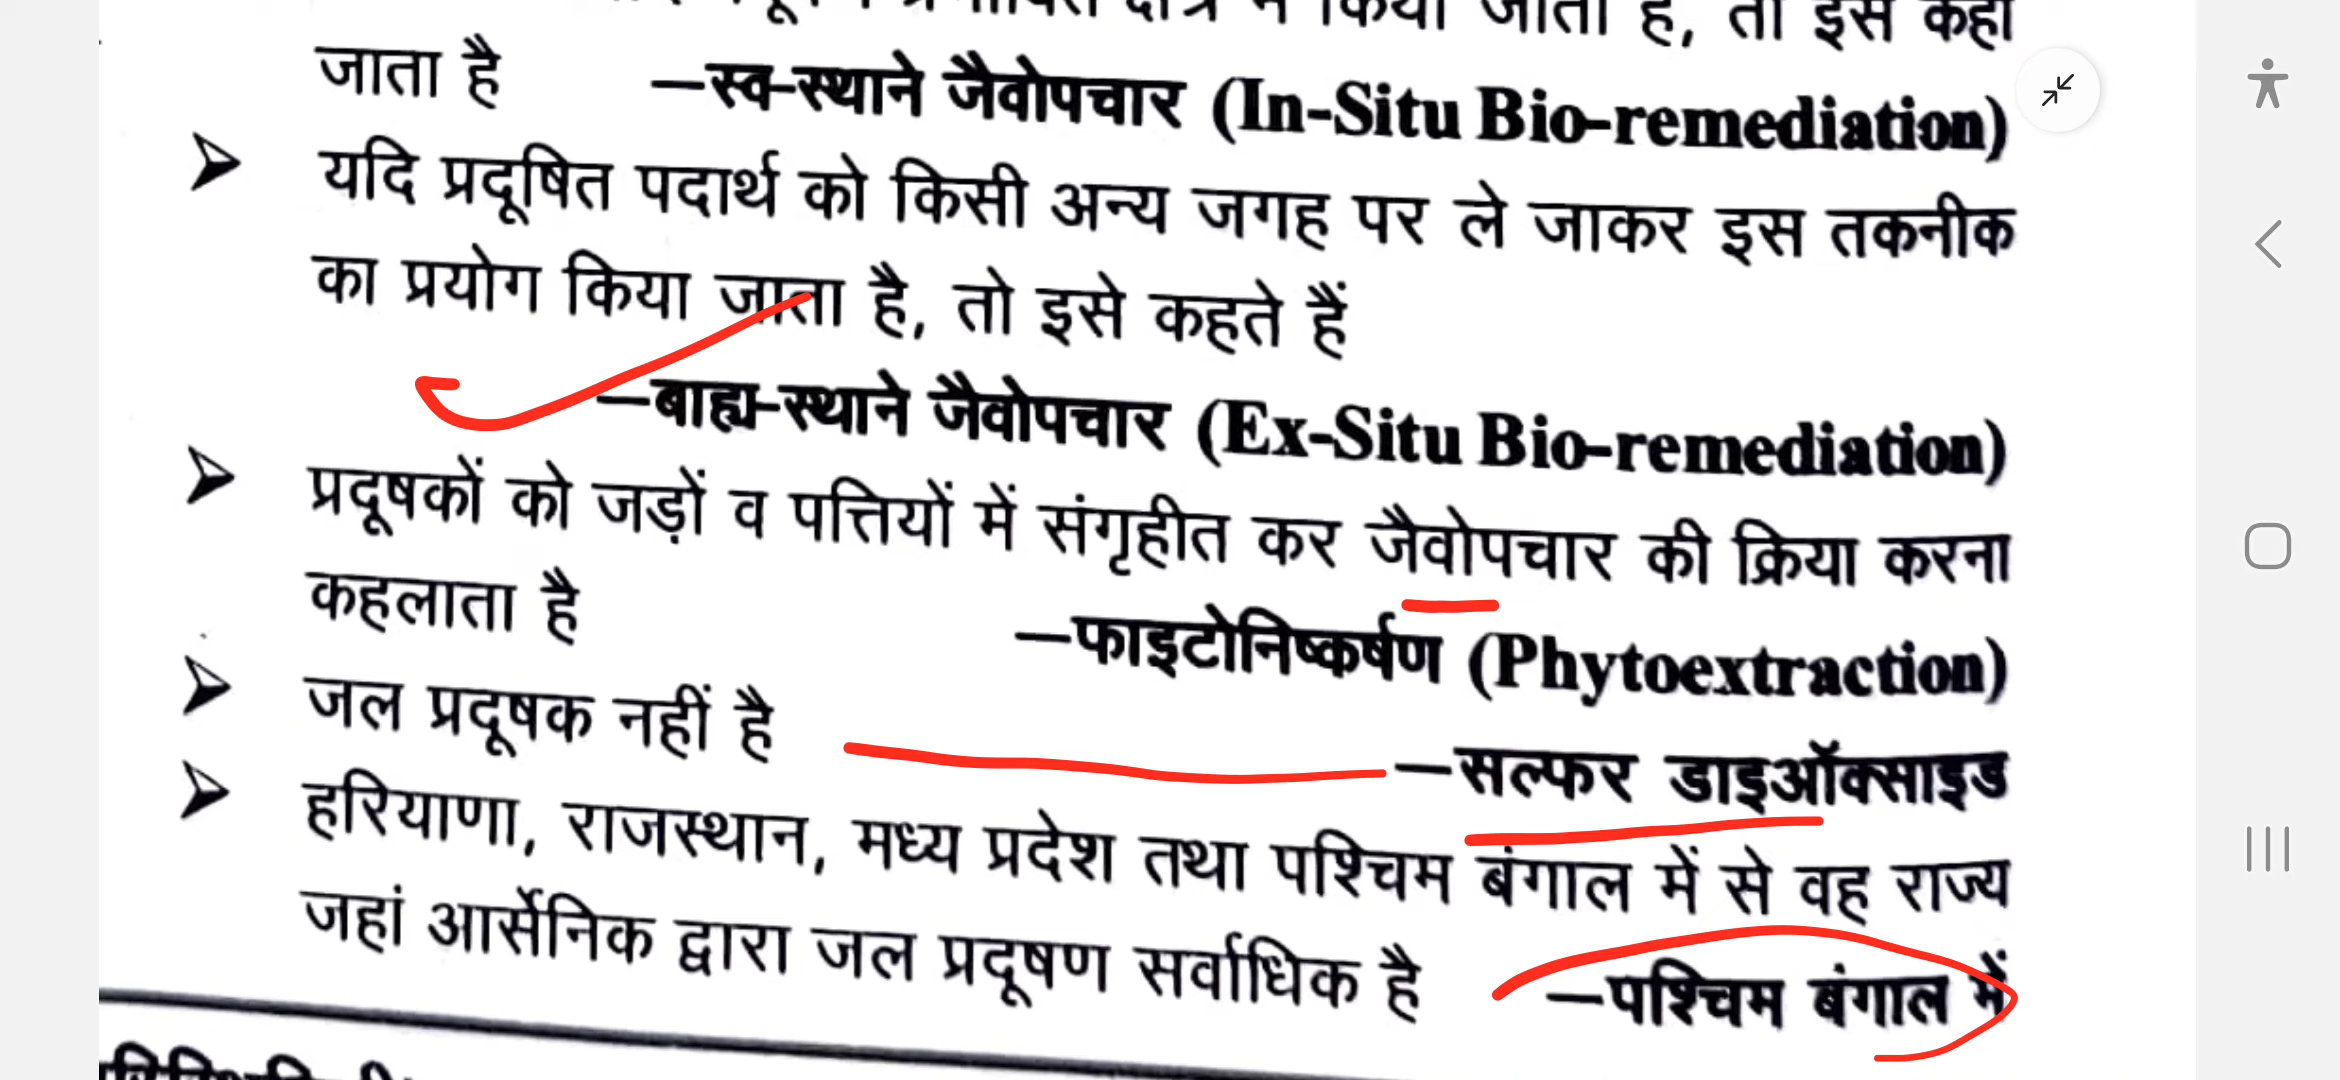 किया जाता है, तो इसे कहा
जाता है —स्व-स्थाने जैवोपचार (In-Situ Bio-remediation)
यदि प्रदूषित पदार्थ को किसी अन्य जगह पर ले जाकर इस तकनीक
का प्रयोग किया जाता है, तो इसे कहते हैं
—बाह्य-स्थाने जैवोपचार (Ex-Situ Bio-remediation)
प्रदूषकों को जड़ों व पत्तियों में संगृहीत कर जैवोपचार की क्रिया करना
कहलाता है —फाइटोनिष्कर्षण (Phytoextraction)
जल प्रदूषक नहीं है —सल्फर डाइऑक्साइड
हरियाणा, राजस्थान, मध्य प्रदेश तथा पश्चिम बंगाल में से वह राज्य
जहां आर्सेनिक द्वारा जल प्रदूषण सर्वाधिक है —पश्चिम बंगाल में